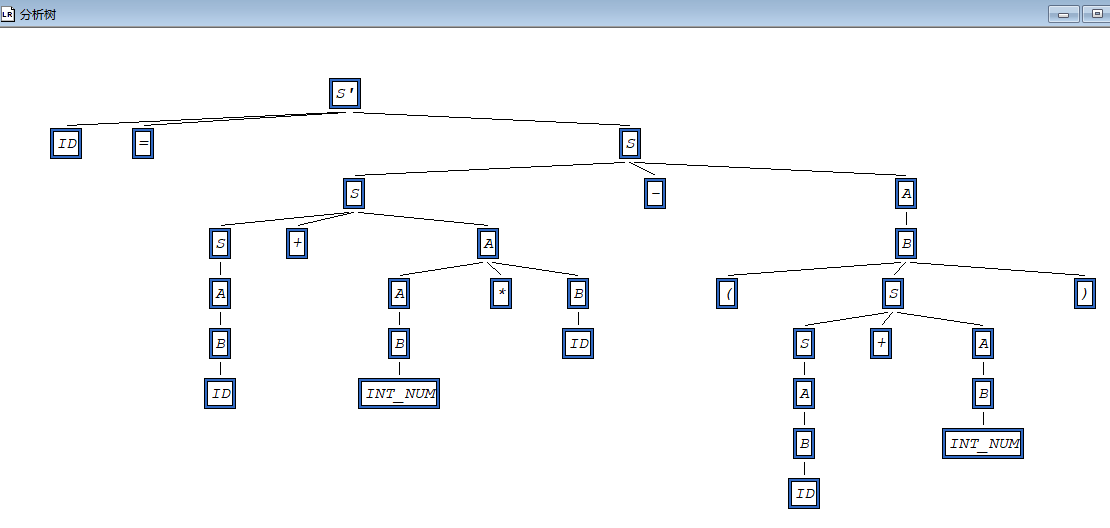 LR 分析树
S'
ID = S
S - A
S + A B
A A * B ( S )
B B ID S + A
ID INT_NUM A B
B INT_NUM
ID